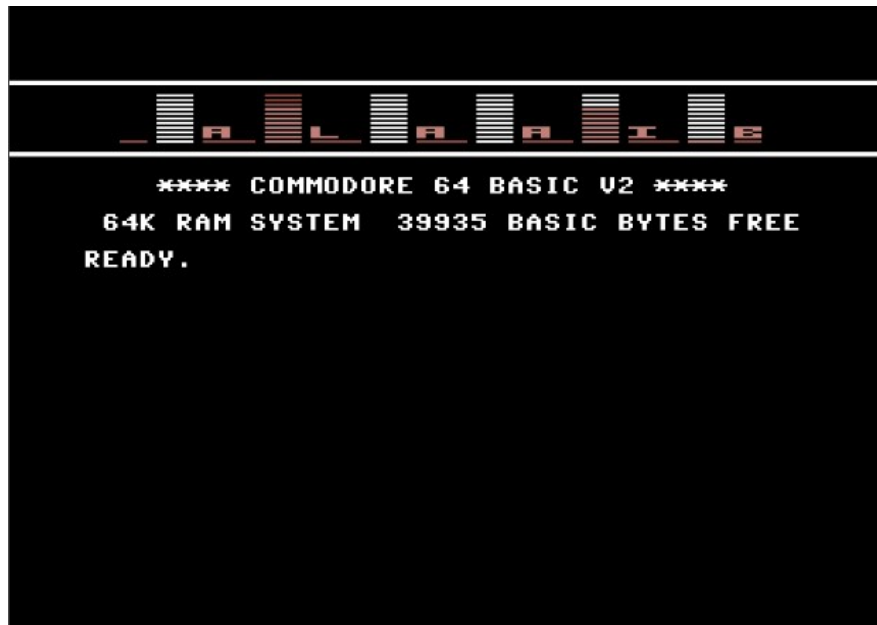 A L A A I B
**** COMMODORE 64 BASIC V2 ****
64K RAM SYSTEM 39935 BASIC BYTES FREE
READY.